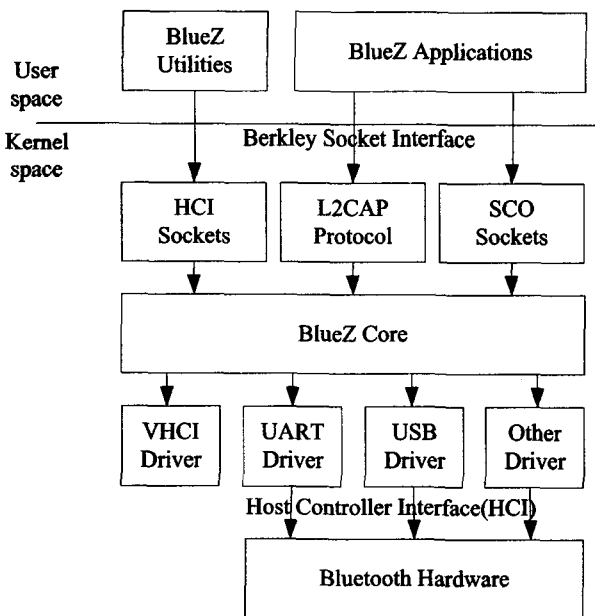 BlueZ
Utilities
BlueZ Applications
User
space
Kernel
space
Berkley Socket Interface
HCI
Sockets
L2CAP
Protocol
SCO
Sockets
BlueZ Core
VHCI
Driver
UART
Driver
USB
Driver
Other
Driver
Host Controller Interface(HCI)
Bluetooth Hardware